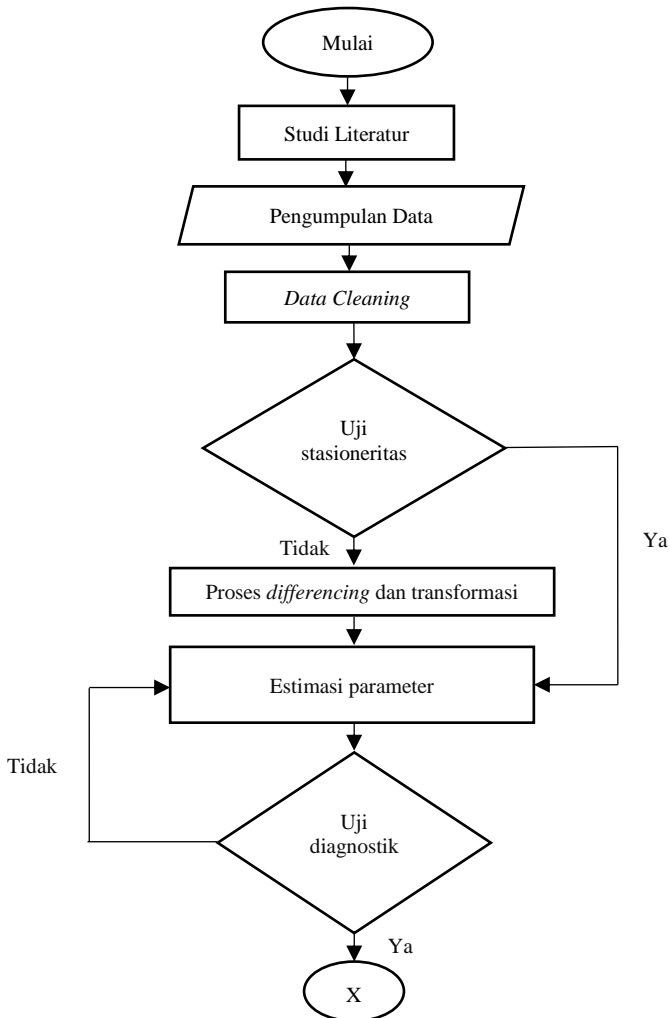 Mulai
Studi Literatur
Pengumpulan Data
Data Cleaning
Uji
stasioneritas
Ya
Tidak
Proses differencing dan transformasi
Estimasi parameter
Tidak
Uji
diagnostik
Ya
X